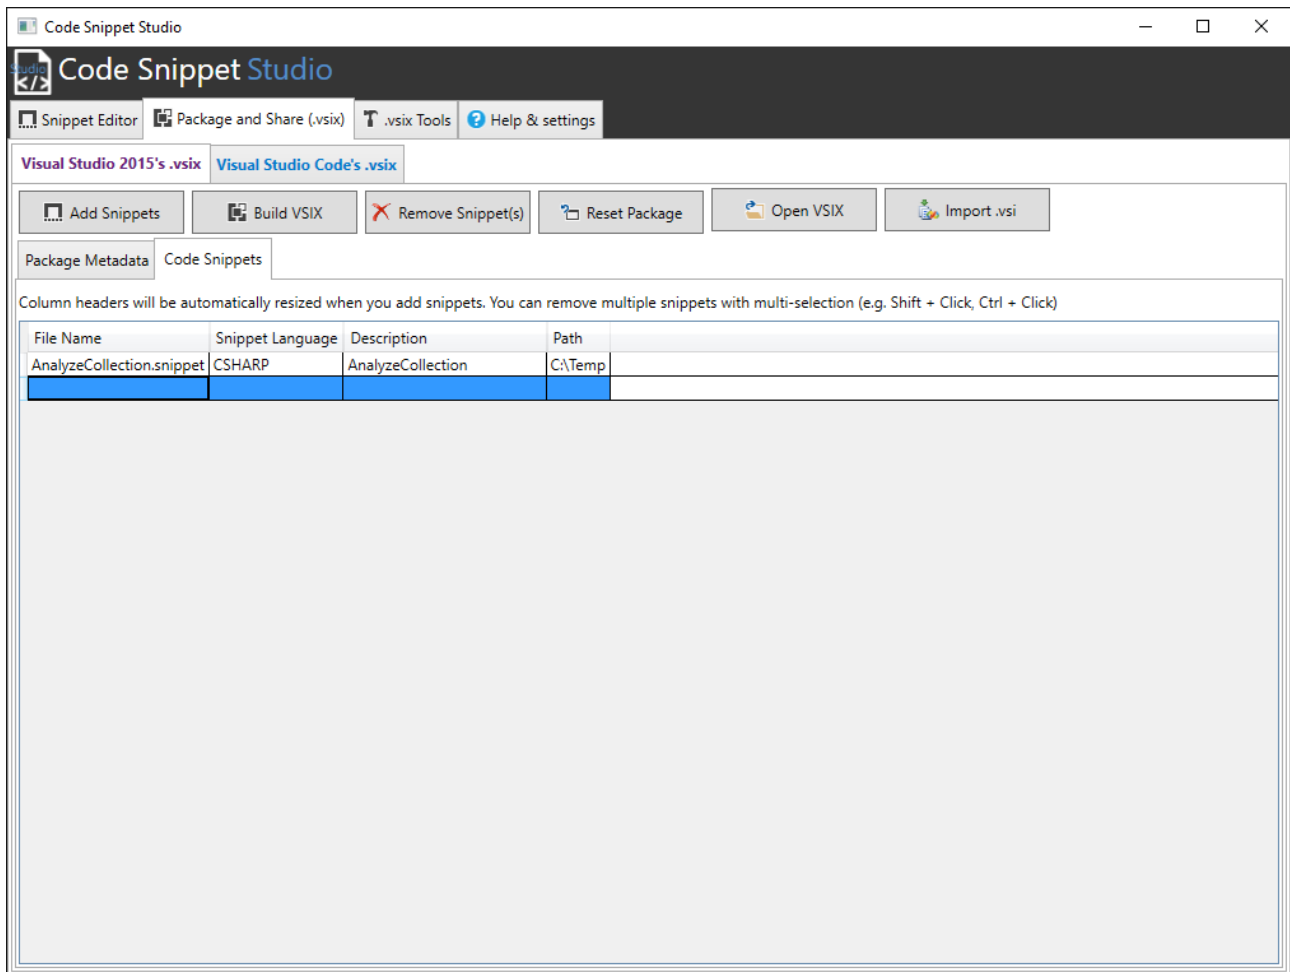 Code Snippet Studio
Studio
</>
Code Snippet Studio
Snippet Editor Package and Share (.vsix) .vsix Tools Help & settings
Visual Studio 2015's .vsix Visual Studio Code's .vsix
Add Snippets Build VSIX Remove Snippet(s) Reset Package Open VSIX Import .vsi
Package Metadata Code Snippets
Column headers will be automatically resized when you add snippets. You can remove multiple snippets with multi-selection (e.g. Shift + Click, Ctrl + Click)
File Name Snippet Language Description Path
AnalyzeCollection.snippet CSHARP AnalyzeCollection C:\Temp